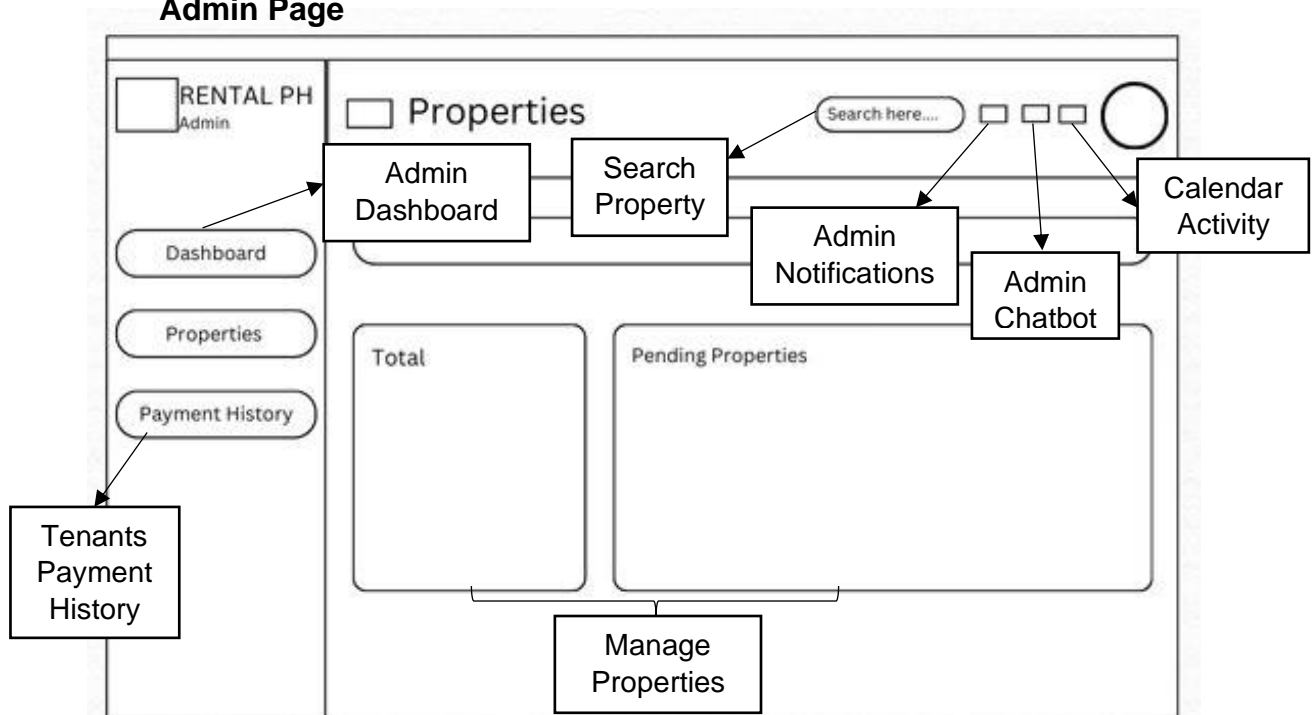 Admin Page
RENTAL PH
Admin
Properties
Search here....
Admin
Dashboard
Search
Property
Calendar
Activity
Admin
Notifications
Admin
Chatbot
Dashboard
Properties
Payment History
Total
Pending Properties
Tenants
Payment
History
Manage
Properties